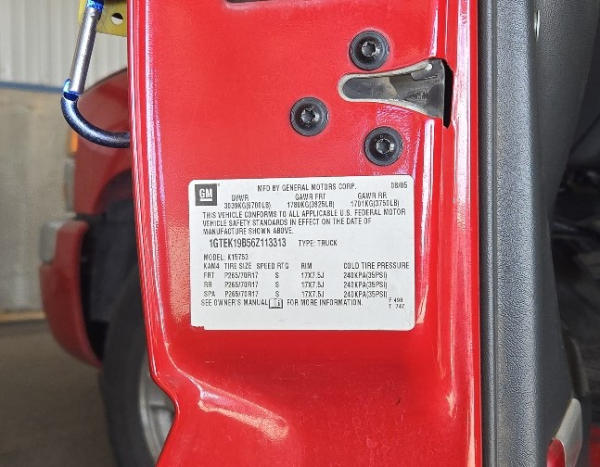 GM
MFD BY GENERAL MOTORS CORP. 08/05
GVWR GAWR FRT GAWR RR
3039KG(6700LB) 1780KG(3925LB) 1701KG(3750LB)
THIS VEHICLE CONFORMS TO ALL APPLICABLE U.S. FEDERAL MOTOR
VEHICLE SAFETY STANDARDS IN EFFECT ON THE DATE OF
MANUFACTURE SHOWN ABOVE.
1GTEK19B56Z113313 TYPE: TRUCK
MODEL: K15753
KAM4 TIRE SIZE SPEED RTG RIM COLD TIRE PRESSURE
FRT P265/70R17 S 17X7.5J 240KPA(35PSI)
RR P265/70R17 S 17X7.5J 240KPA(35PSI)
SPA P265/70R17 S 17X7.5J 240KPA(35PSI)
SEE OWNER'S MANUAL FOR MORE INFORMATION.